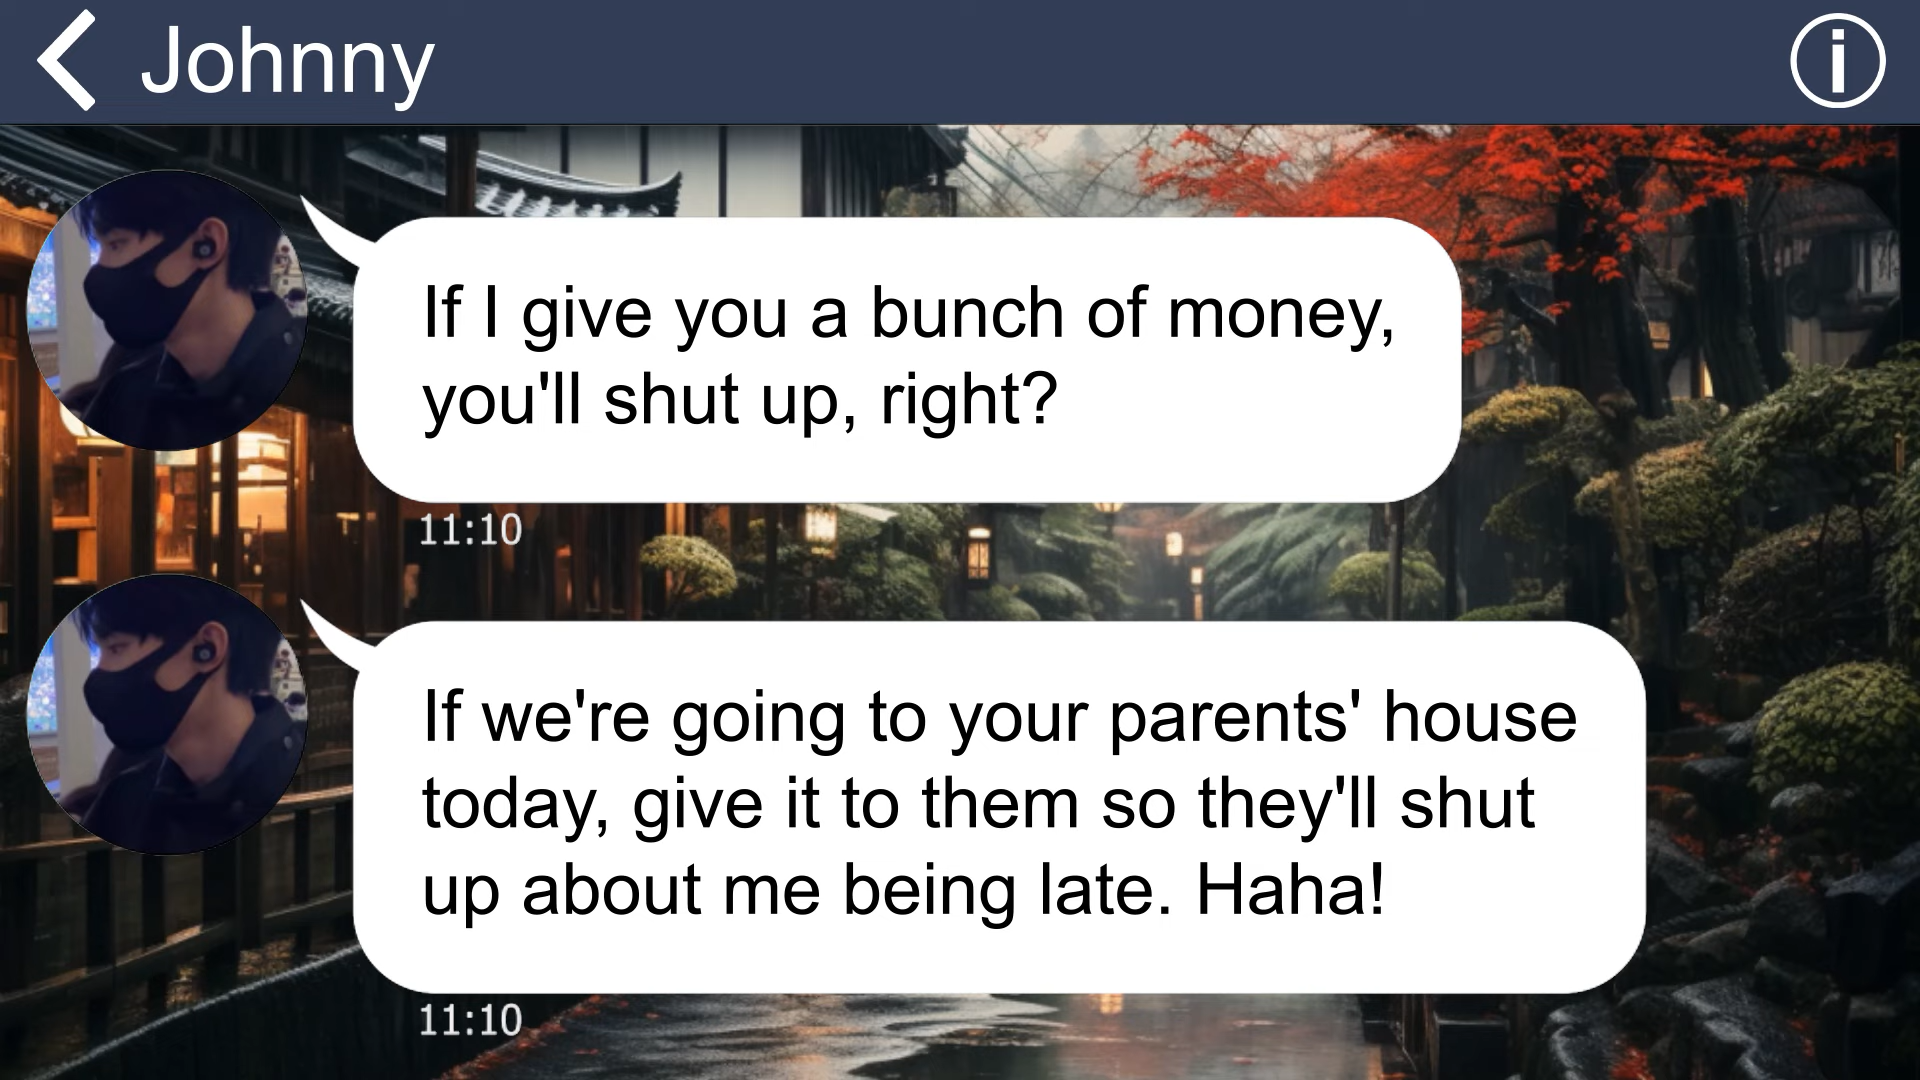 Johnny
If I give you a bunch of money,
you'll shut up, right?
11:10
If we're going to your parents' house
today, give it to them so they'll shut
up about me being late. Haha!
11:10